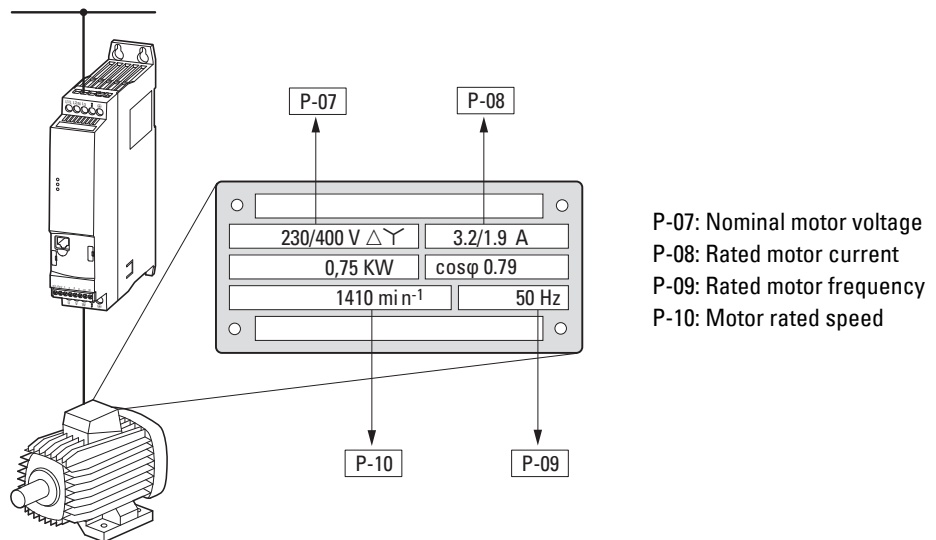 P-07
P-08
230/400 V △ Y
3.2/1.9 A
0,75 KW
cosφ 0.79
1410 min-1
50 Hz
P-10
P-09
P-07: Nominal motor voltage
P-08: Rated motor current
P-09: Rated motor frequency
P-10: Motor rated speed